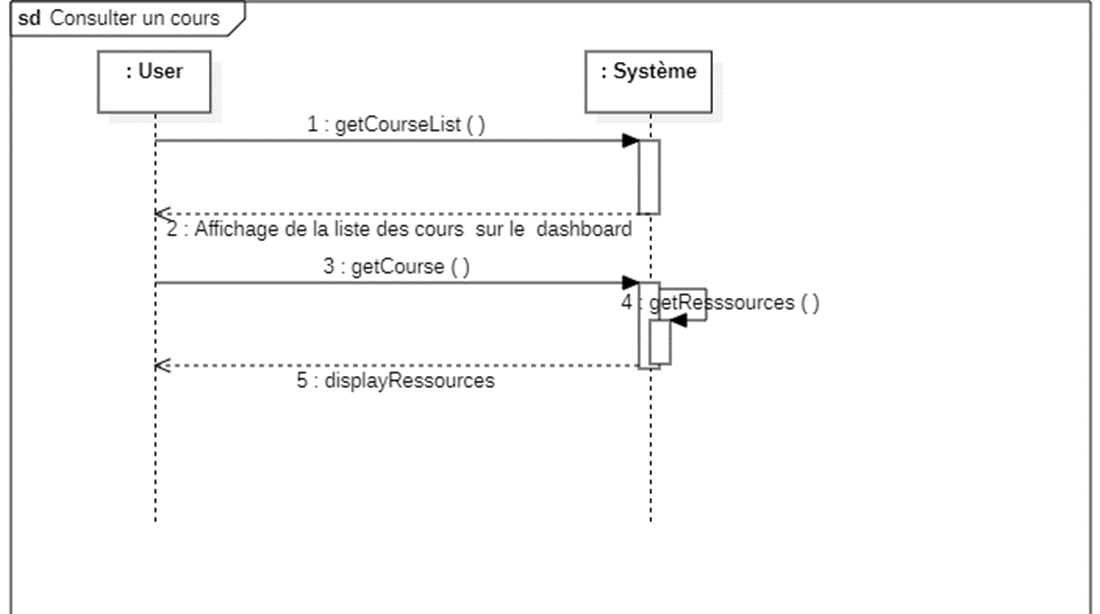 sd Consulter un cours
: User
: Système
1 : getCourseList ( )
2 : Affichage de la liste des cours sur le dashboard
3 : getCourse ( )
4 : getResssources ( )
5 : displayRessources